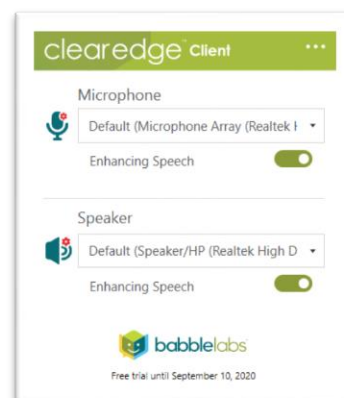 clearedge™ Client ...
Microphone
Default (Microphone Array (Realtek H
Enhancing Speech
Speaker
Default (Speaker/HP (Realtek High D
Enhancing Speech
babblelabs
Free trial until September 10, 2020